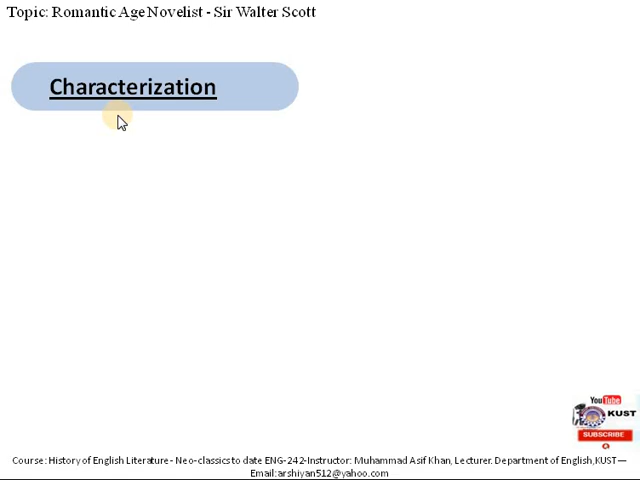 Topic: Romantic Age Novelist - Sir Walter Scott
Characterization
YouTube
KUST
SUBSCRIBE
Course: History of English Literature - Neo-classics to date ENG-242-Instructor: Muhammad Asif Khan, Lecturer. Department of English,KUST—
Email:arshiyan512@yahoo.com